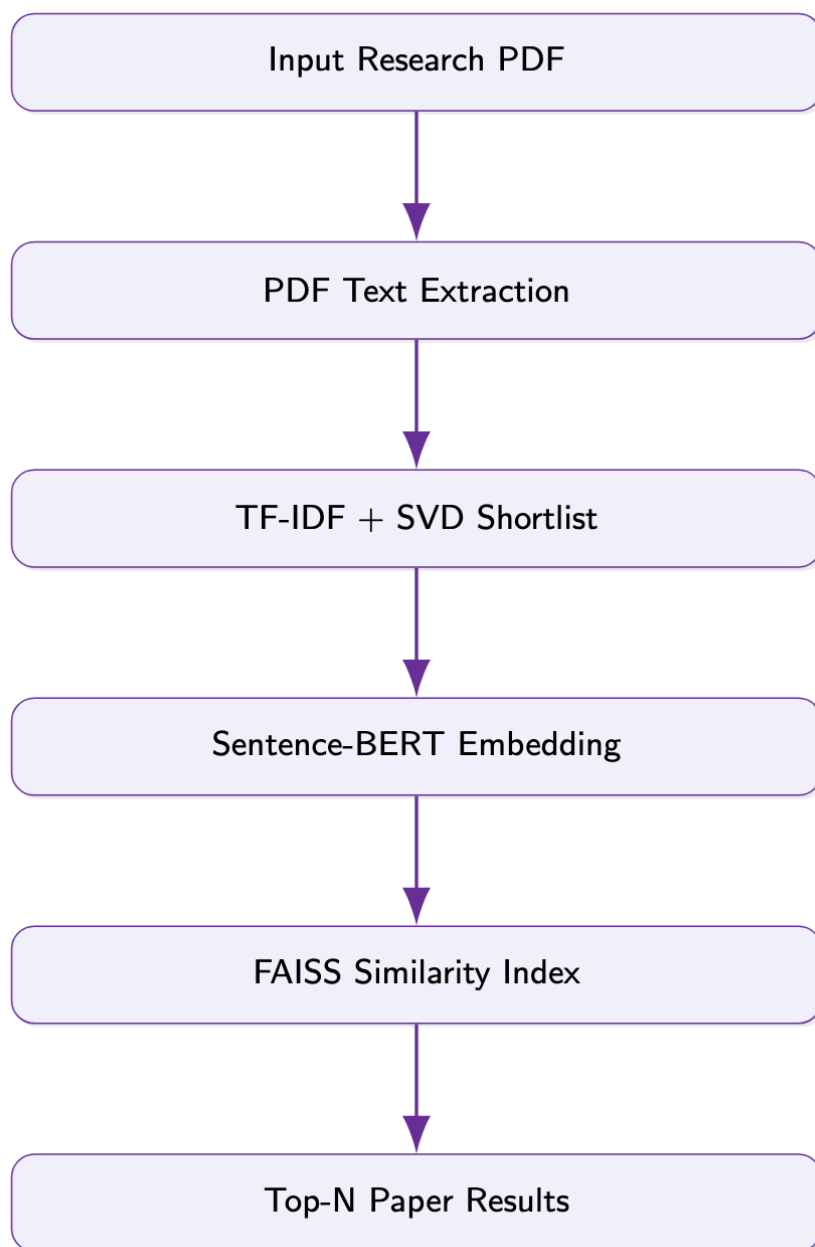 Input Research PDF
PDF Text Extraction
TF-IDF + SVD Shortlist
Sentence-BERT Embedding
FAISS Similarity Index
Top-N Paper Results